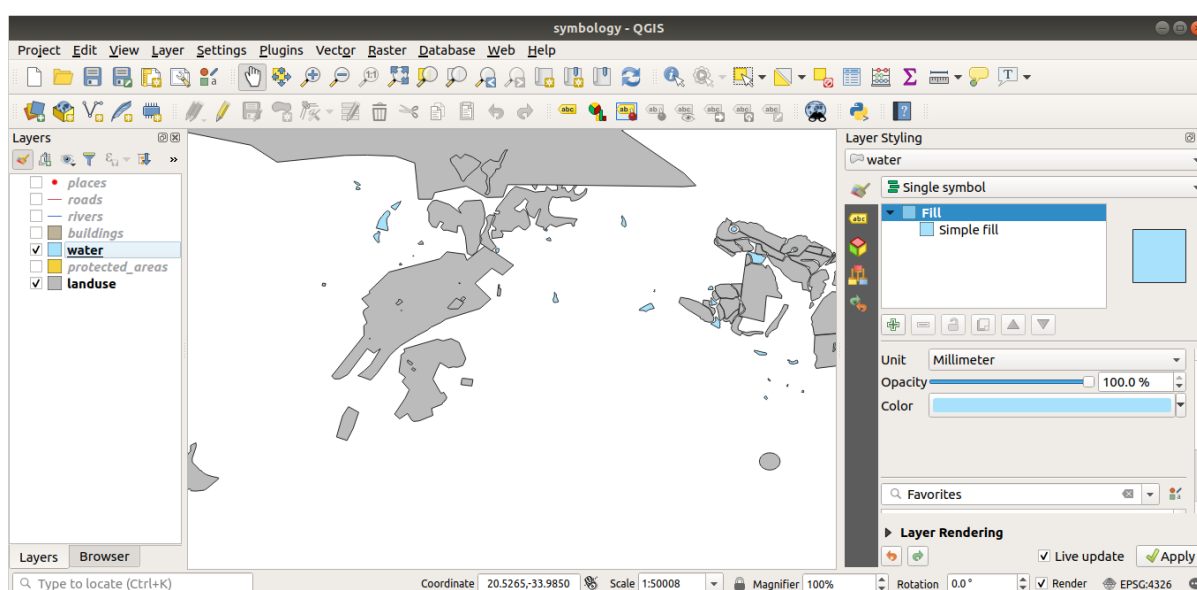 symbology - QGIS
Project Edit View Layer Settings Plugins Vector Raster Database Web Help
Layers
places
roads
rivers
buildings
water
protected_areas
landuse
Layers Browser
Layer Styling
water
Single symbol
Fill
Simple fill
Unit Millimeter
Opacity 100.0 %
Color
Favorites
Layer Rendering
Live update Apply
Type to locate (Ctrl+K) Coordinate 20.5265,-33.9850 Scale 1:50008 Magnifier 100% Rotation 0.0 ° Render EPSG:4326